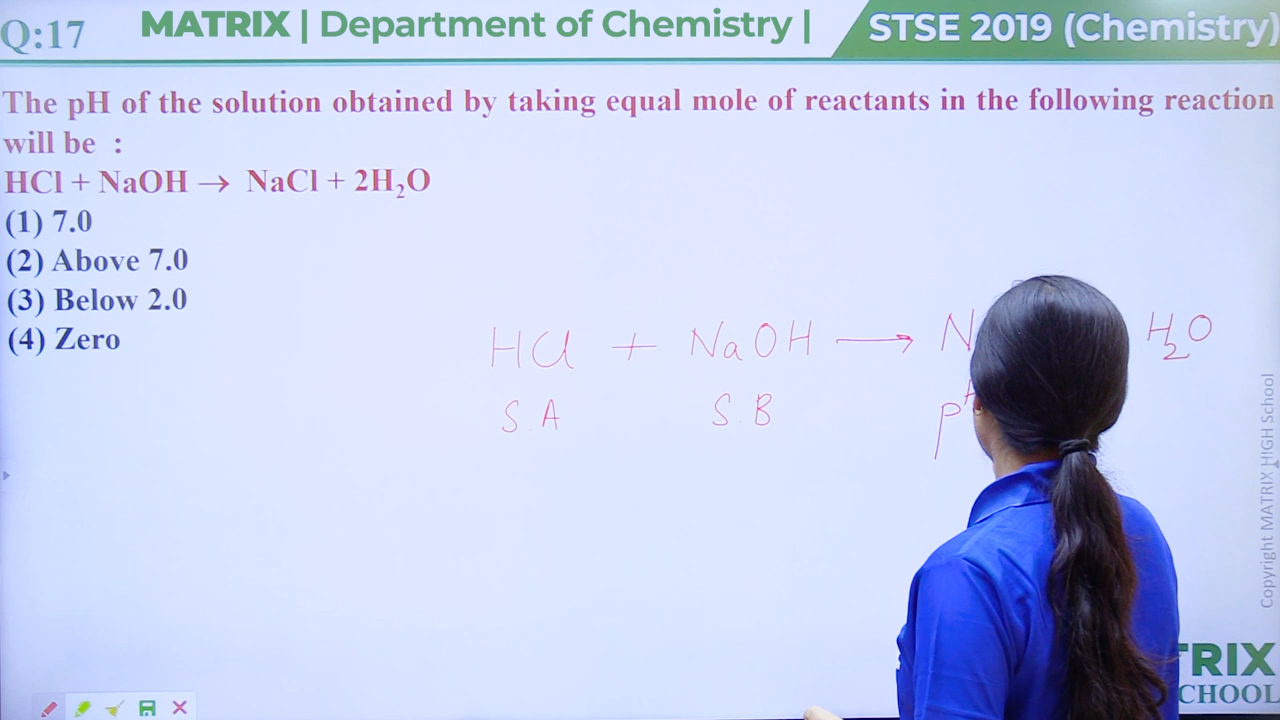 Q:17
MATRIX | Department of Chemistry |
STSE 2019 (Chemistry)
The pH of the solution obtained by taking equal mole of reactants in the following reaction
will be :
HCl + NaOH → NaCl + 2H₂O
(1) 7.0
(2) Above 7.0
(3) Below 2.0
(4) Zero
HCl + NaOH → N H₂O
S.A S.B P
Copyright MATRIX HIGH School
TRIX
CHOOL